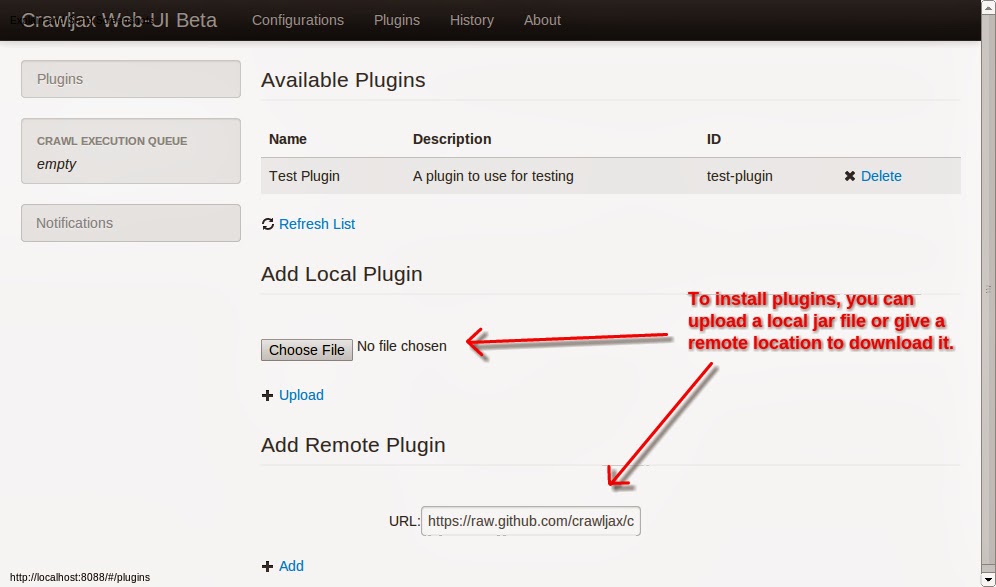 Crawljax Web UI Beta
Configurations
Plugins
History
About
Plugins
CRAWL EXECUTION QUEUE
empty
Notifications
Available Plugins
Name Description ID
Test Plugin A plugin to use for testing test-plugin Delete
Refresh List
Add Local Plugin
To install plugins, you can
upload a local jar file or give a
remote location to download it.
Choose File No file chosen
Upload
Add Remote Plugin
URL: https://raw.github.com/crawljax/c
Add
http://localhost:8088/#/plugins